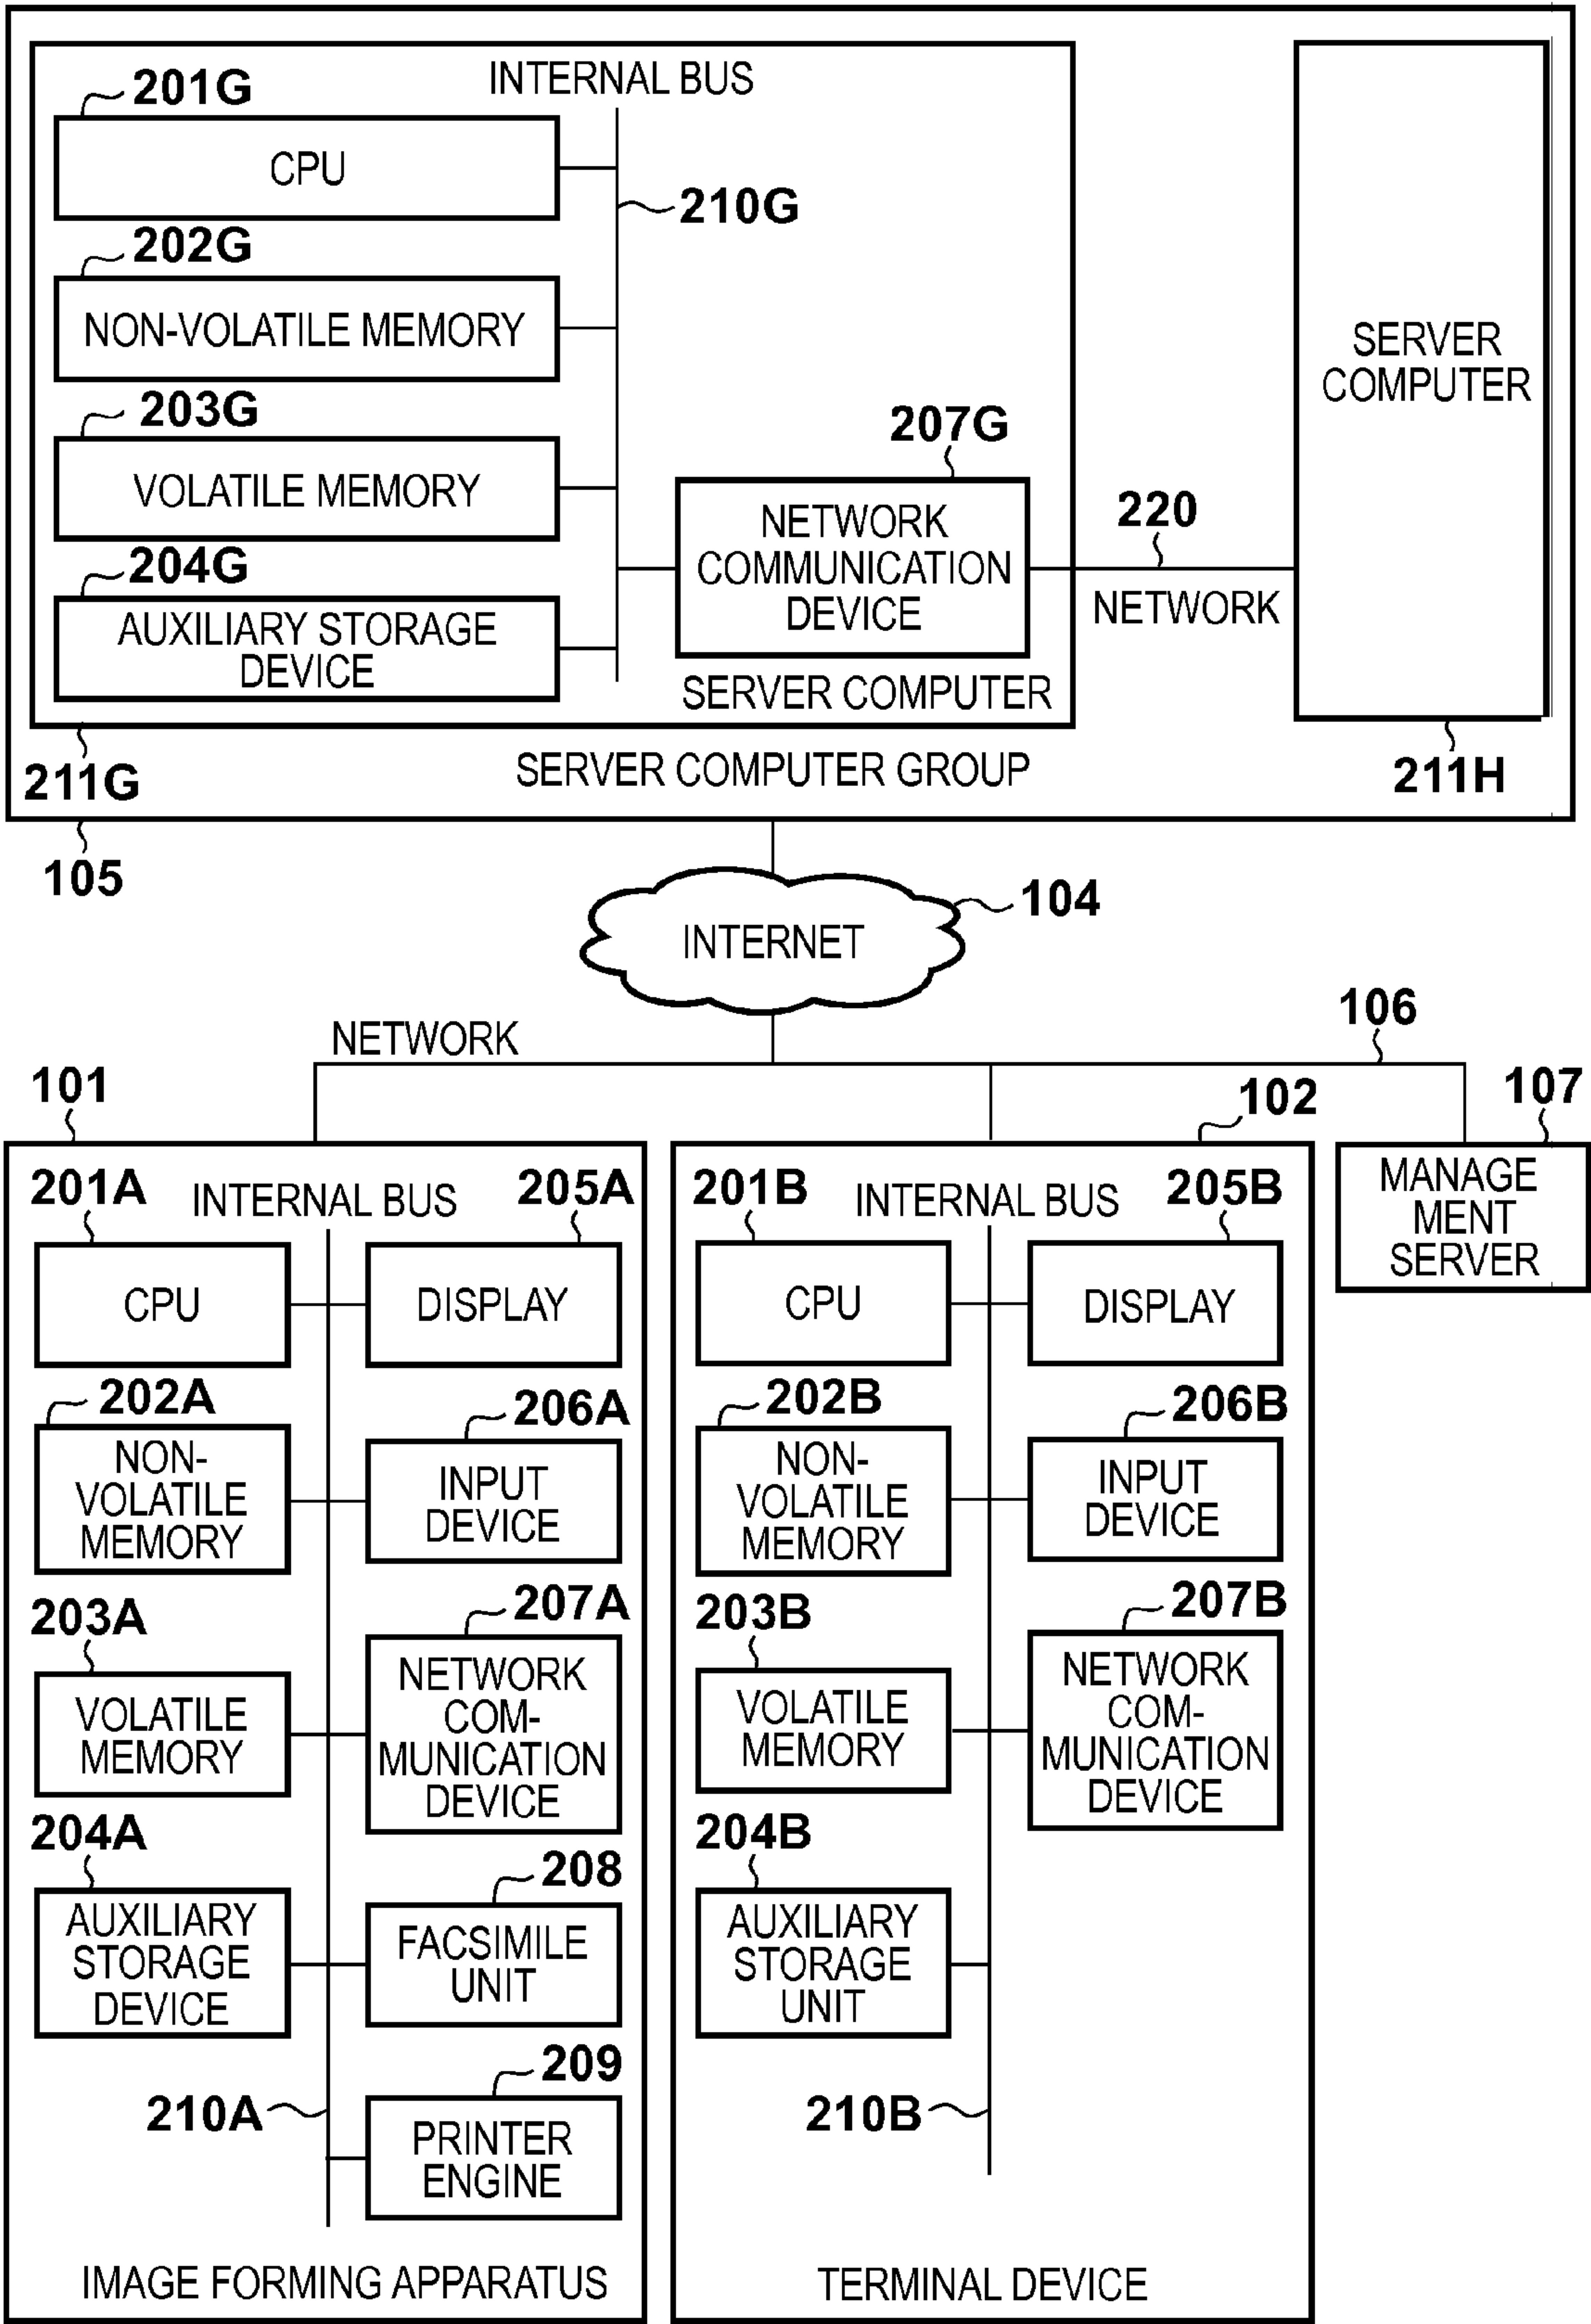 INTERNAL BUS
201G
CPU
210G
202G
NON-VOLATILE MEMORY
203G
VOLATILE MEMORY
204G
AUXILIARY STORAGE
DEVICE
207G
NETWORK
COMMUNICATION
DEVICE
SERVER COMPUTER
220
NETWORK
SERVER
COMPUTER
211G
SERVER COMPUTER GROUP
211H
105
INTERNET
104
NETWORK
106
101
102
107
MANAGE
MENT
SERVER
201A
INTERNAL BUS
205A
CPU
DISPLAY
202A
NON-
VOLATILE
MEMORY
206A
INPUT
DEVICE
203A
VOLATILE
MEMORY
207A
NETWORK
COM-
MUNICATION
DEVICE
204A
AUXILIARY
STORAGE
DEVICE
208
FACSIMILE
UNIT
209
PRINTER
ENGINE
210A
IMAGE FORMING APPARATUS
201B
INTERNAL BUS
205B
CPU
DISPLAY
202B
NON-
VOLATILE
MEMORY
206B
INPUT
DEVICE
203B
VOLATILE
MEMORY
207B
NETWORK
COM-
MUNICATION
DEVICE
204B
AUXILIARY
STORAGE
UNIT
210B
TERMINAL DEVICE